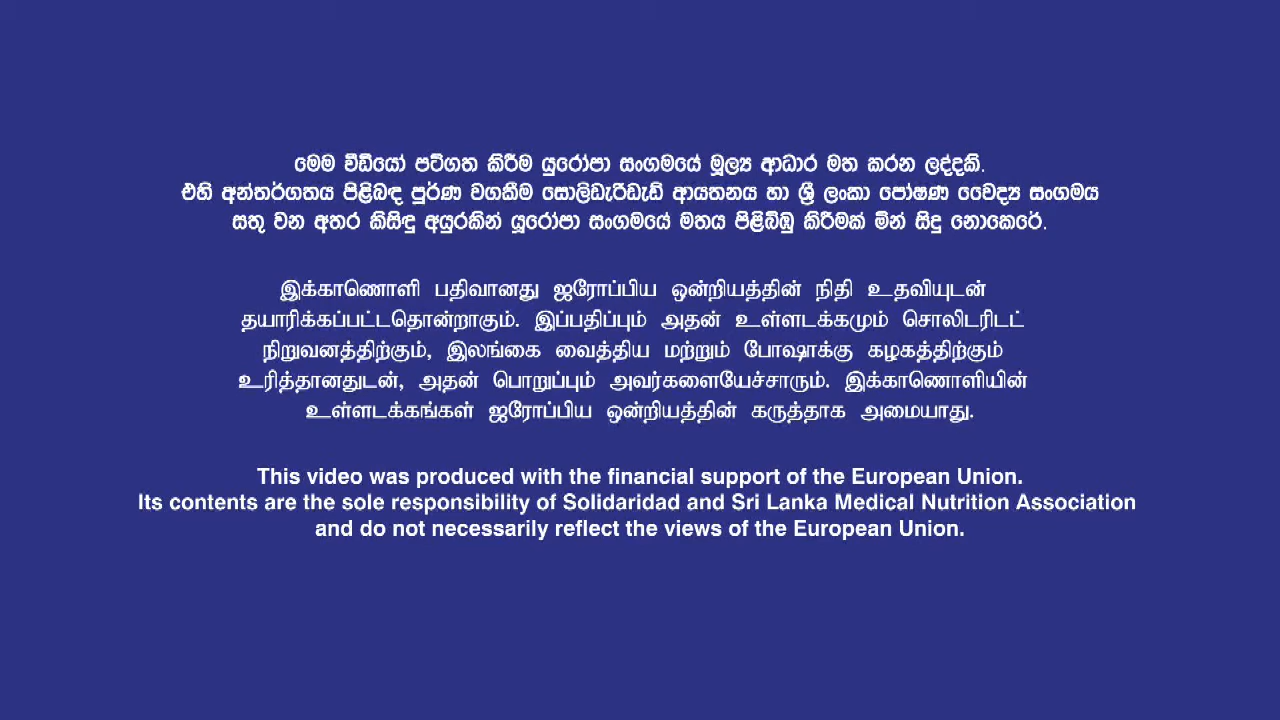 මෙම වීඩියෝ පටිගත කිරීම යුරෝපා සංගමයේ මූල්‍ය ආධාර මත කරන ලද්දකි.
එහි අන්තර්ගතය පිළිබඳ පුර්ණ වගකීම සොලිඩැරිඩෑඩ් ආයතනය හා ශ්‍රී ලංකා පෝෂණ වෛද්‍ය සංගමය
සතු වන අතර කිසිඳු අයුරකින් යූරෝපා සංගමයේ මතය පිළිබිඹු කිරීමක් මින් සිදු නොකෙරේ.
இக்காணொளி பதிவானது ஐரோப்பிய ஒன்றியத்தின் நிதி உதவியுடன்
தயாரிக்கப்பட்டதொன்றாகும். இப்பதிப்பும் அதன் உள்ளடக்கமும் சொலிடரிடட்
நிறுவனத்திற்கும், இலங்கை வைத்திய மற்றும் போஷாக்கு கழகத்திற்கும்
உரித்தானதுடன், அதன் பொறுப்பும் அவர்களையேச்சாரும். இக்காணொளியின்
உள்ளடக்கங்கள் ஐரோப்பிய ஒன்றியத்தின் கருத்தாக அமையாது.
This video was produced with the financial support of the European Union.
Its contents are the sole responsibility of Solidaridad and Sri Lanka Medical Nutrition Association
and do not necessarily reflect the views of the European Union.